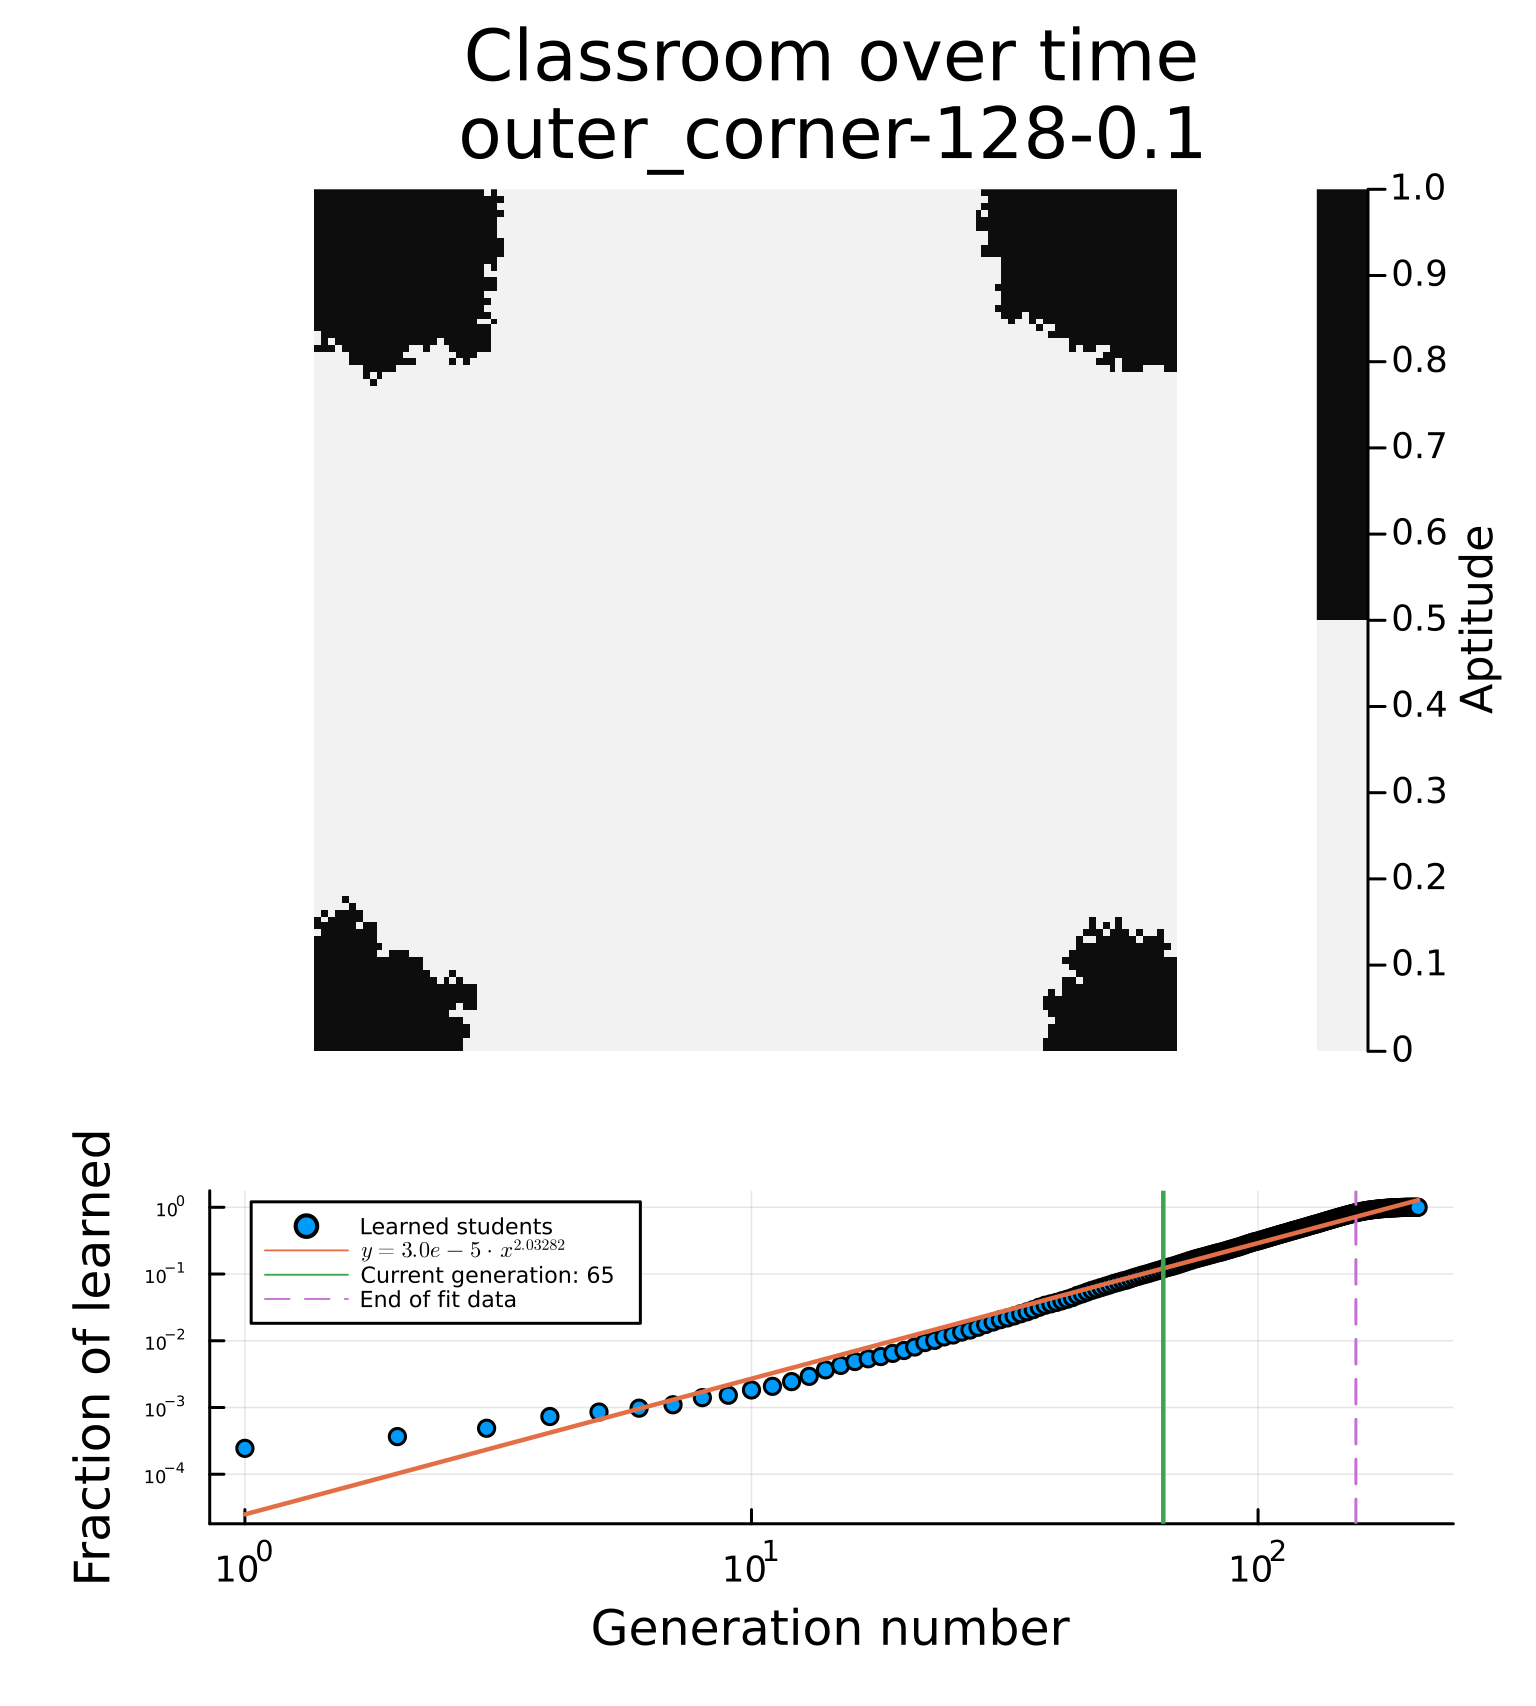 Classroom over time
outer_corner-128-0.1
1.0
0.9
0.8
0.7
0.6
0.5
0.4
0.3
0.2
0.1
0
Aptitude
Fraction of learned
10⁰
10⁻¹
10⁻²
10⁻³
10⁻⁴
Learned students
y = 3.0e − 5 · x^2.03282
Current generation: 65
End of fit data
10⁰ 10¹ 10²
Generation number